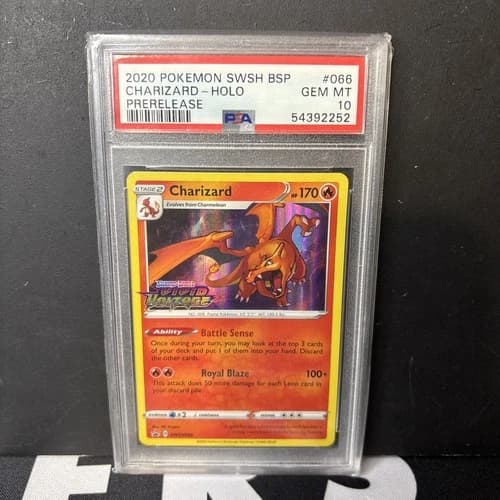 2020 POKEMON SWSH BSP #066
CHARIZARD - HOLO GEM MT
PRERELEASE 10
PSA 54392252
STAGE 2 Charizard HP 170
Evolves from Charmeleon
VIVID
VOLTAGE
Ability Battle Sense
Once during your turn, you may look at the top 3 cards
of your deck and put 1 of them into your hand. Discard
the other cards.
Royal Blaze 100+
This attack does 50 more damage for each Leon card in
your discard pile.
x2